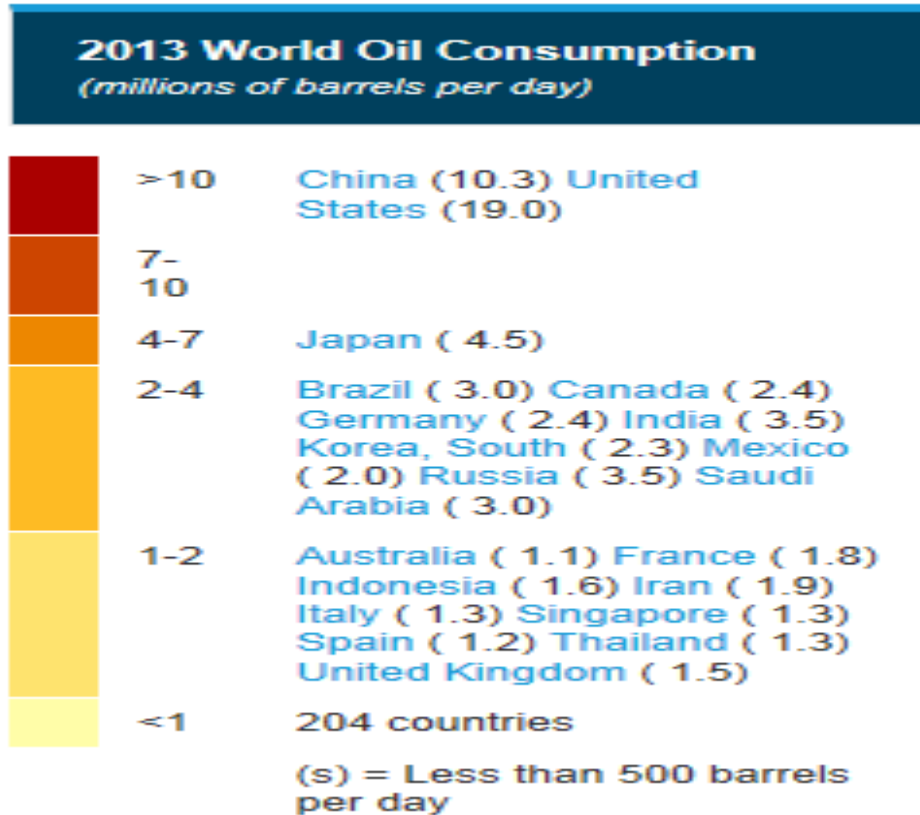 2013 World Oil Consumption
(millions of barrels per day)
>10 China (10.3) United
States (19.0)
7-
10
4-7 Japan ( 4.5)
2-4 Brazil ( 3.0) Canada ( 2.4)
Germany ( 2.4) India ( 3.5)
Korea, South ( 2.3) Mexico
( 2.0) Russia ( 3.5) Saudi
Arabia ( 3.0)
1-2 Australia ( 1.1) France ( 1.8)
Indonesia ( 1.6) Iran ( 1.9)
Italy ( 1.3) Singapore ( 1.3)
Spain ( 1.2) Thailand ( 1.3)
United Kingdom ( 1.5)
<1 204 countries
(s) = Less than 500 barrels
per day